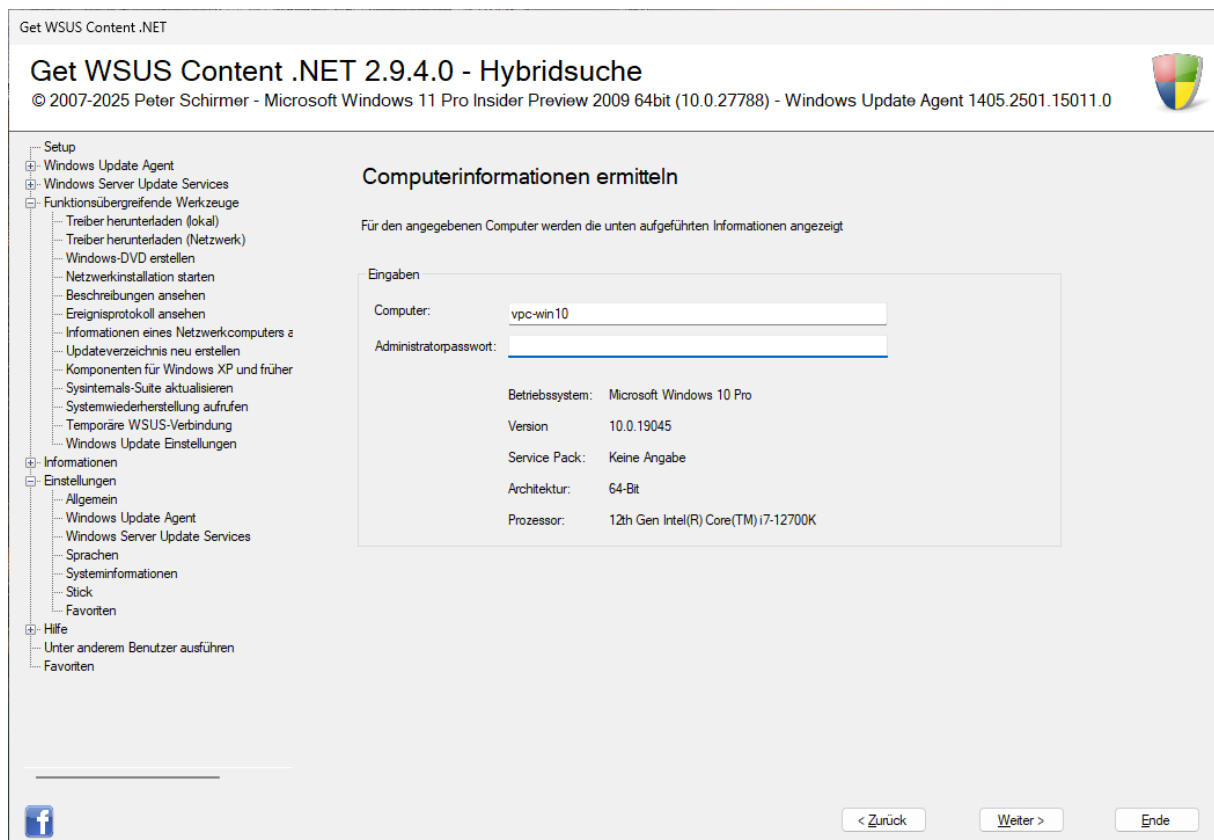 Get WSUS Content .NET
Get WSUS Content .NET 2.9.4.0 - Hybridsuche
© 2007-2025 Peter Schirmer - Microsoft Windows 11 Pro Insider Preview 2009 64bit (10.0.27788) - Windows Update Agent 1405.2501.15011.0
Setup
Windows Update Agent
Windows Server Update Services
Funktionsübergreifende Werkzeuge
Treiber herunterladen (lokal)
Treiber herunterladen (Netzwerk)
Windows-DVD erstellen
Netzwerkinstallation starten
Beschreibungen ansehen
Ereignisprotokoll ansehen
Informationen eines Netzwerkcomputers a
Updateverzeichnis neu erstellen
Komponenten für Windows XP und früher
Sysinternals-Suite aktualisieren
Systemwiederherstellung aufrufen
Temporäre WSUS-Verbindung
Windows Update Einstellungen
Informationen
Einstellungen
Allgemein
Windows Update Agent
Windows Server Update Services
Sprachen
Systeminformationen
Stick
Favoriten
Hilfe
Unter anderem Benutzer ausführen
Favoriten
Computerinformationen ermitteln
Für den angegebenen Computer werden die unten aufgeführten Informationen angezeigt
Eingaben
Computer: vpc-win10
Administratorpasswort:
Betriebssystem: Microsoft Windows 10 Pro
Version 10.0.19045
Service Pack: Keine Angabe
Architektur: 64-Bit
Prozessor: 12th Gen Intel(R) Core(TM) i7-12700K
f
< Zurück
Weiter >
Ende